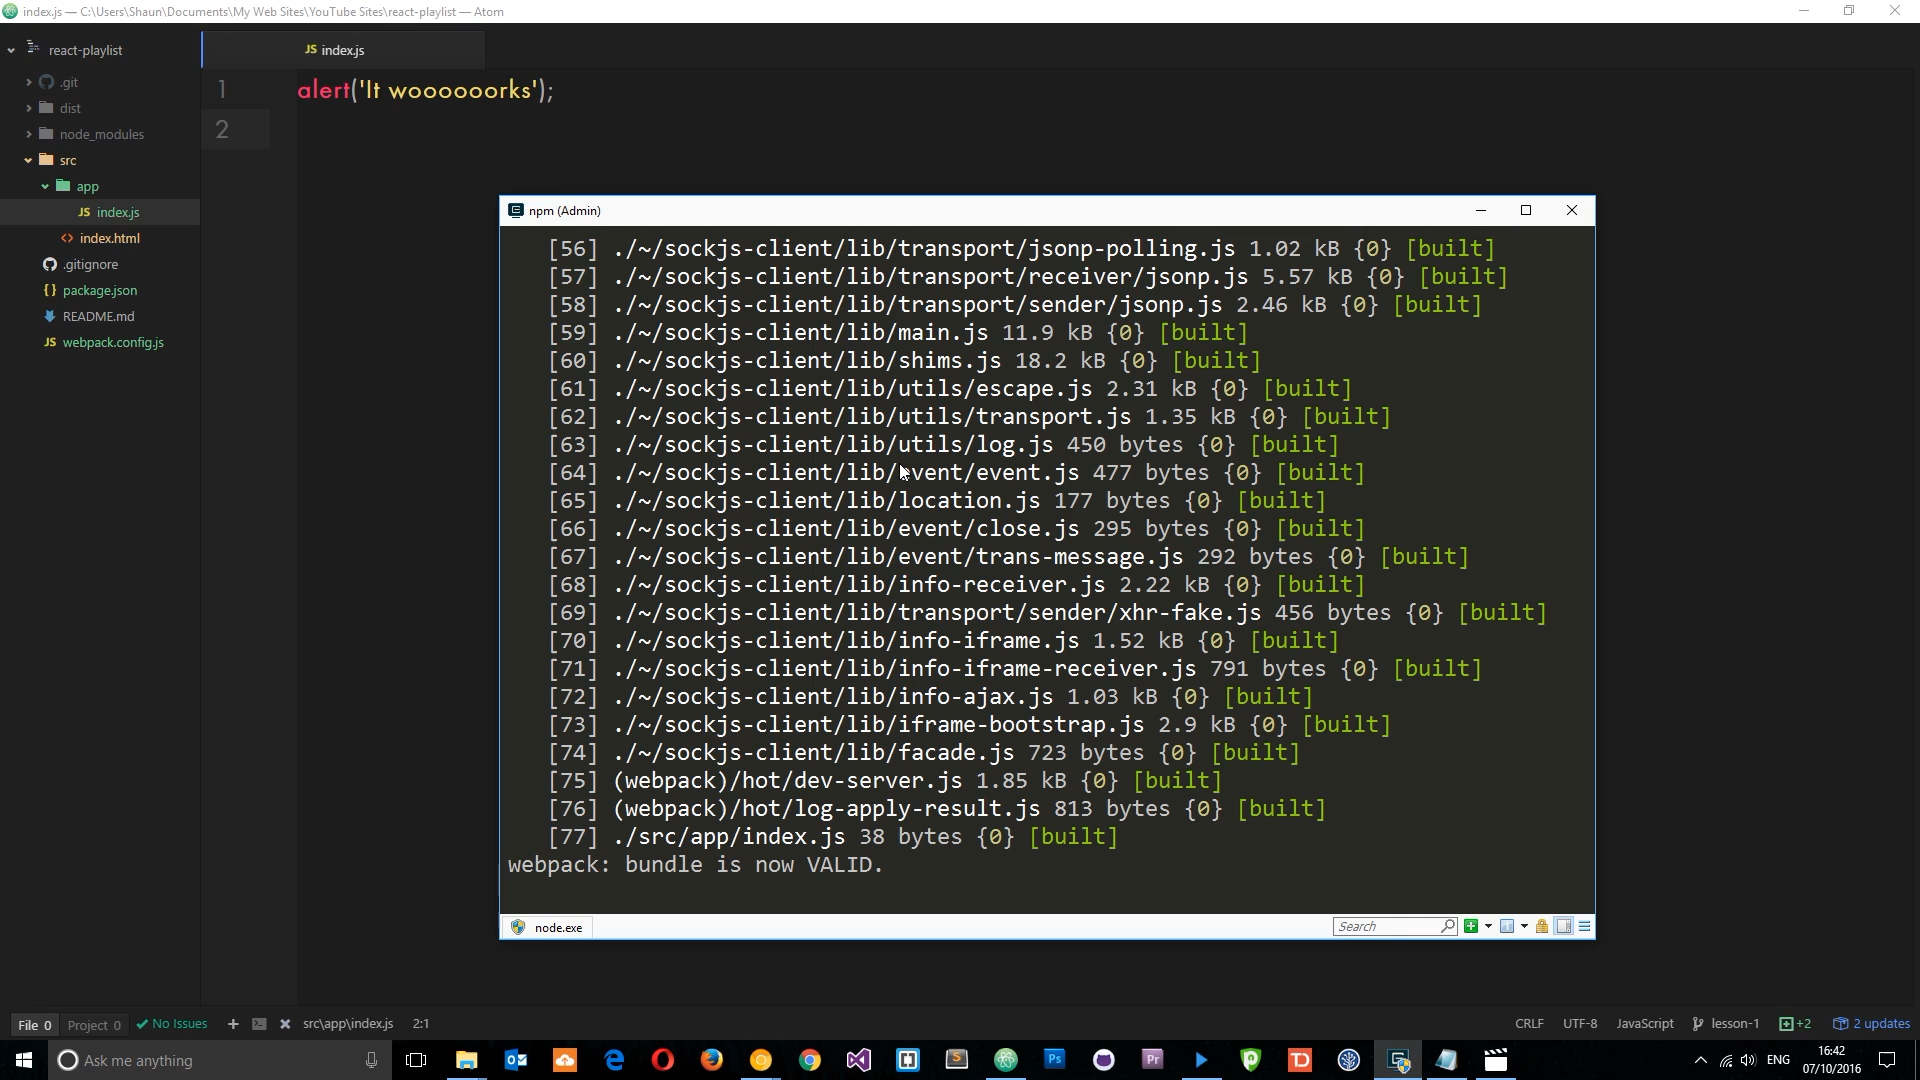 index.js — C:\Users\Shaun\Documents\My Web Sites\YouTube Sites\react-playlist — Atom
react-playlist
.git
dist
node_modules
src
app
JS index.js
<> index.html
.gitignore
{} package.json
README.md
JS webpack.config.js
JS index.js
1 alert('It woooooorks');
2
npm (Admin)
[56] ./~/sockjs-client/lib/transport/jsonp-polling.js 1.02 kB {0} [built]
[57] ./~/sockjs-client/lib/transport/receiver/jsonp.js 5.57 kB {0} [built]
[58] ./~/sockjs-client/lib/transport/sender/jsonp.js 2.46 kB {0} [built]
[59] ./~/sockjs-client/lib/main.js 11.9 kB {0} [built]
[60] ./~/sockjs-client/lib/shims.js 18.2 kB {0} [built]
[61] ./~/sockjs-client/lib/utils/escape.js 2.31 kB {0} [built]
[62] ./~/sockjs-client/lib/utils/transport.js 1.35 kB {0} [built]
[63] ./~/sockjs-client/lib/utils/log.js 450 bytes {0} [built]
[64] ./~/sockjs-client/lib/event/event.js 477 bytes {0} [built]
[65] ./~/sockjs-client/lib/location.js 177 bytes {0} [built]
[66] ./~/sockjs-client/lib/event/close.js 295 bytes {0} [built]
[67] ./~/sockjs-client/lib/event/trans-message.js 292 bytes {0} [built]
[68] ./~/sockjs-client/lib/info-receiver.js 2.22 kB {0} [built]
[69] ./~/sockjs-client/lib/transport/sender/xhr-fake.js 456 bytes {0} [built]
[70] ./~/sockjs-client/lib/info-iframe.js 1.52 kB {0} [built]
[71] ./~/sockjs-client/lib/info-iframe-receiver.js 791 bytes {0} [built]
[72] ./~/sockjs-client/lib/info-ajax.js 1.03 kB {0} [built]
[73] ./~/sockjs-client/lib/iframe-bootstrap.js 2.9 kB {0} [built]
[74] ./~/sockjs-client/lib/facade.js 723 bytes {0} [built]
[75] (webpack)/hot/dev-server.js 1.85 kB {0} [built]
[76] (webpack)/hot/log-apply-result.js 813 bytes {0} [built]
[77] ./src/app/index.js 38 bytes {0} [built]
webpack: bundle is now VALID.
node.exe Search
File 0 Project 0 No Issues src\app\index.js 2:1 CRLF UTF-8 JavaScript lesson-1 +2 2 updates
Ask me anything Ps Pr TD ENG 16:42
07/10/2016